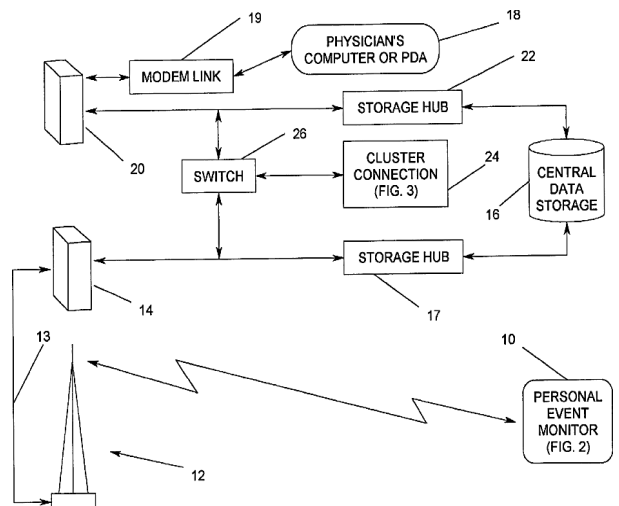 19
18
MODEM LINK
PHYSICIAN'S
COMPUTER OR PDA
22
20
STORAGE HUB
26
SWITCH
CLUSTER
CONNECTION
(FIG. 3)
24
16
CENTRAL
DATA
STORAGE
14
STORAGE HUB
17
13
10
PERSONAL
EVENT
MONITOR
(FIG. 2)
12